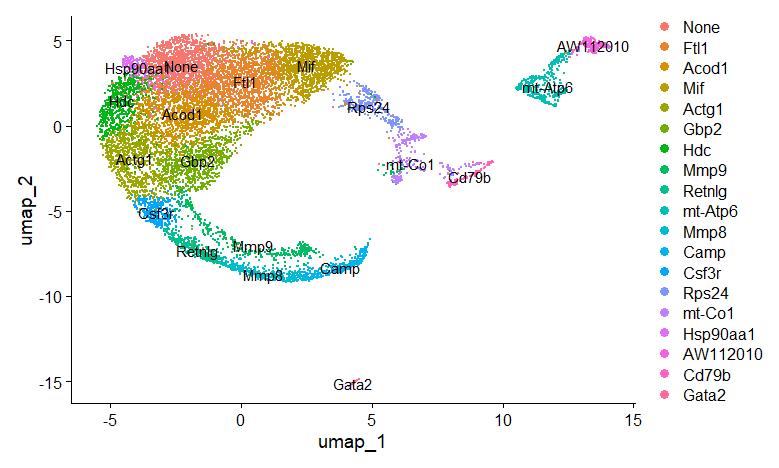 5
0
-5
-10
-15
umap_2
-5
0
5
10
15
umap_1
AW112010
Hsp90aa1
None
Ftl1
Mif
mt-Atp6
Hdc
Acod1
Rps24
Actg1
Gbp2
mt-Co1
Cd79b
Csf3r
Retnlg
Mmp9
Mmp8
Camp
Gata2
None
Ftl1
Acod1
Mif
Actg1
Gbp2
Hdc
Mmp9
Retnlg
mt-Atp6
Mmp8
Camp
Csf3r
Rps24
mt-Co1
Hsp90aa1
AW112010
Cd79b
Gata2